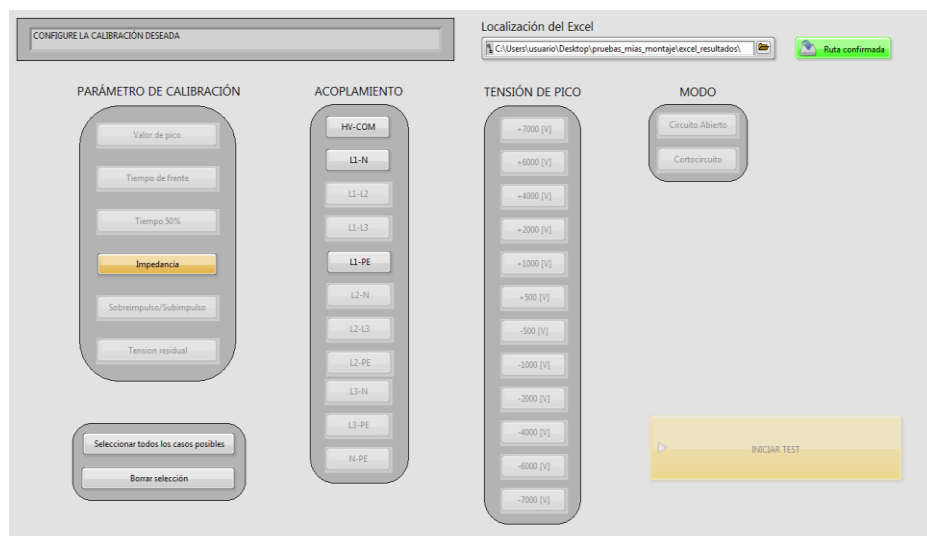 CONFIGURE LA CALIBRACIÓN DESEADA
Localización del Excel
C:\Users\usuario\Desktop\pruebas_mias_montaje\excel_resultados\
Ruta confirmada
PARÁMETRO DE CALIBRACIÓN
Valor de pico
Tiempo de frente
Tiempo 50%
Impedancia
Sobreimpulso/Subimpulso
Tension residual
Seleccionar todos los casos posibles
Borrar selección
ACOPLAMIENTO
HV-COM
L1-N
L1-L2
L1-L3
L1-PE
L2-N
L2-L3
L2-PE
L3-N
L3-PE
N-PE
TENSIÓN DE PICO
+7000 [V]
+6000 [V]
+4000 [V]
+2000 [V]
+1000 [V]
+500 [V]
-500 [V]
-1000 [V]
-2000 [V]
-4000 [V]
-6000 [V]
-7000 [V]
MODO
Circuito Abierto
Cortocircuito
INICIAR TEST